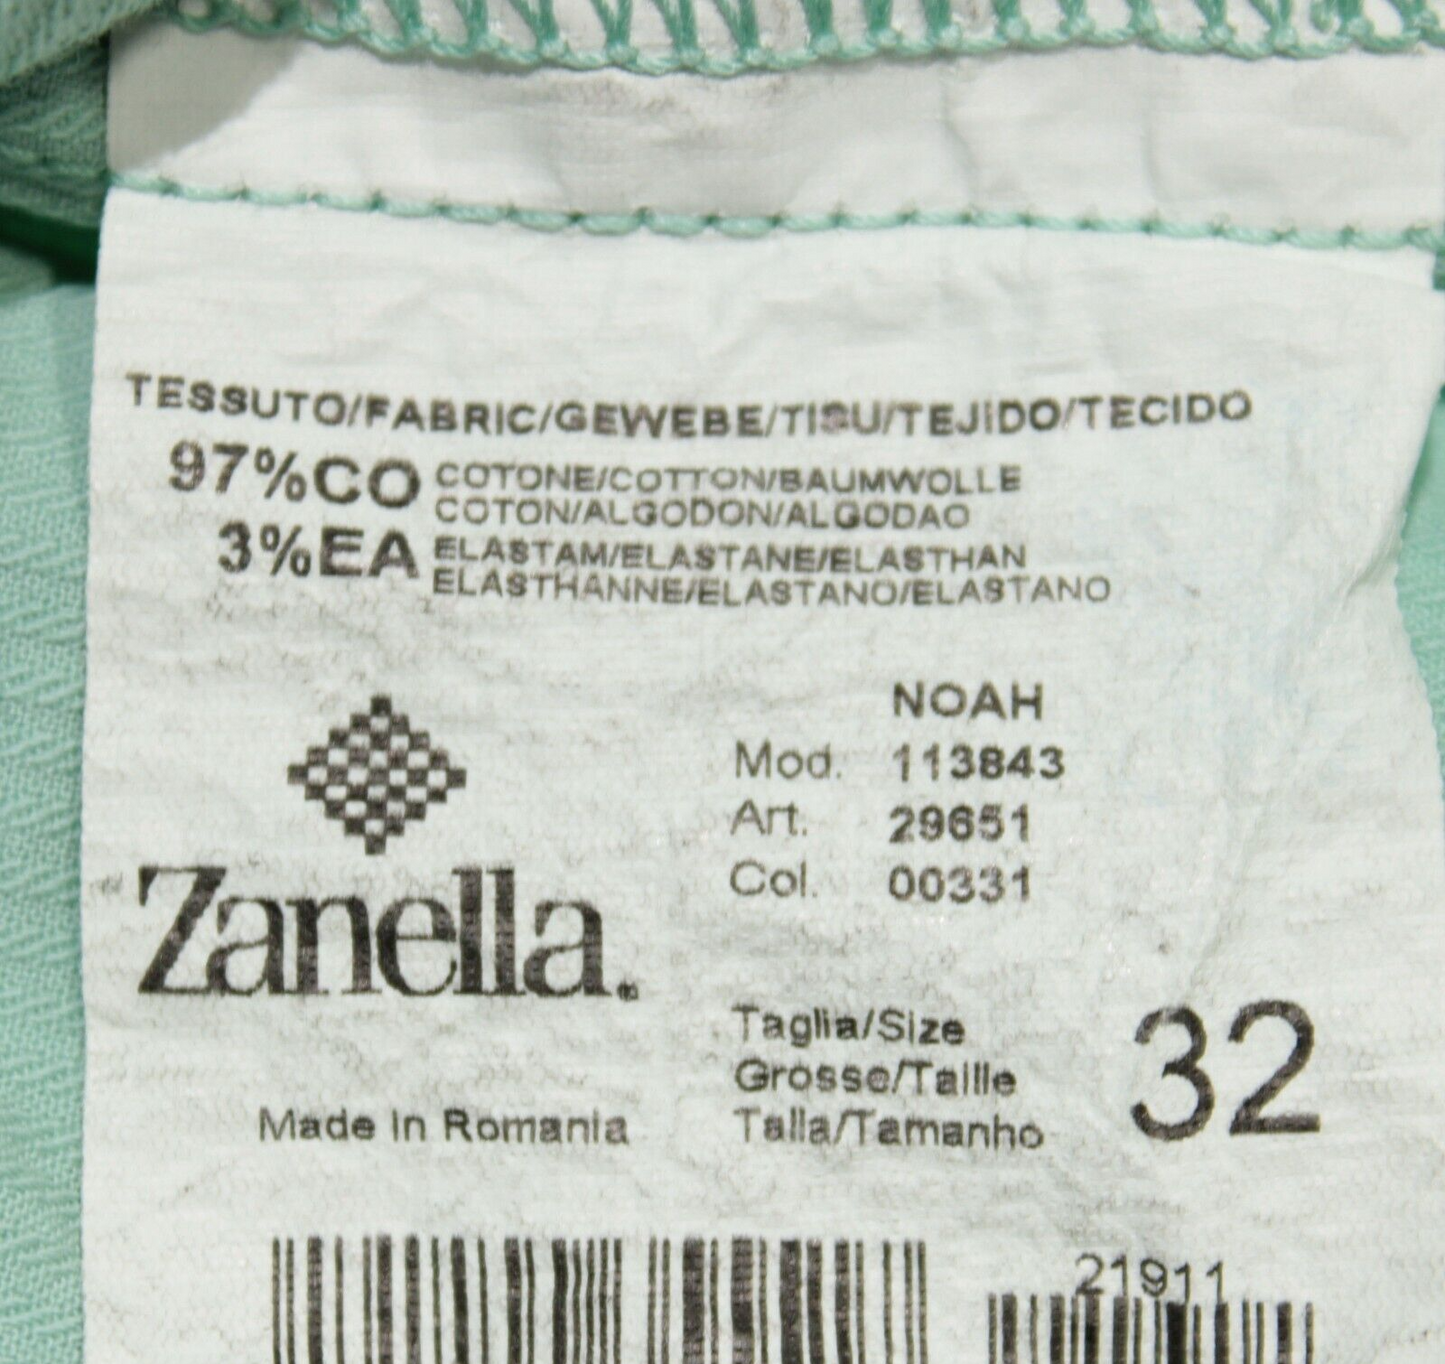 TESSUTO/FABRIC/GEWEBE/TISU/TEJIDO/TECIDO
97%CO COTONE/COTTON/BAUMWOLLE
COTON/ALGODON/ALGODAO
3%EA ELASTAM/ELASTANE/ELASTHAN
ELASTHANNE/ELASTANO/ELASTANO
NOAH
Mod. 113843
Art. 29651
Col. 00331
Zanella.
Taglia/Size
Grosse/Taille
Talla/Tamanho
32
Made In Romania
21911